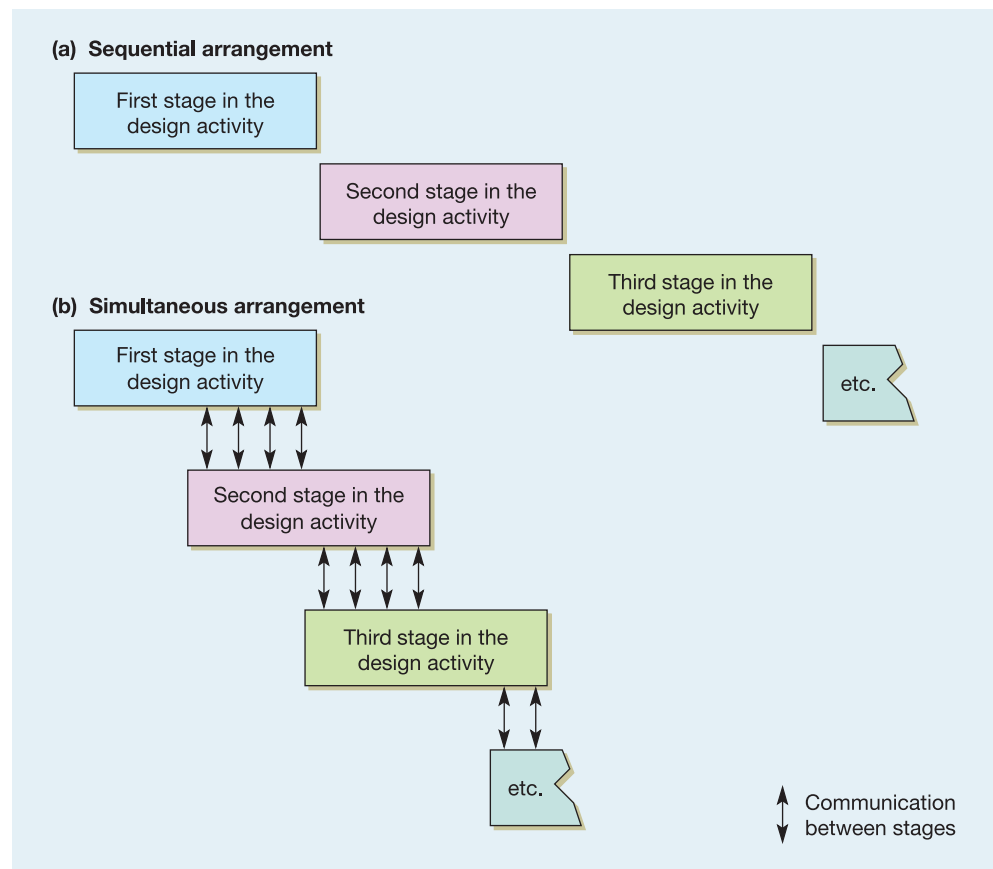 (a) Sequential arrangement
First stage in the
design activity
Second stage in the
design activity
Third stage in the
design activity
etc.
(b) Simultaneous arrangement
First stage in the
design activity
Second stage in the
design activity
Third stage in the
design activity
etc.
Communication
between stages